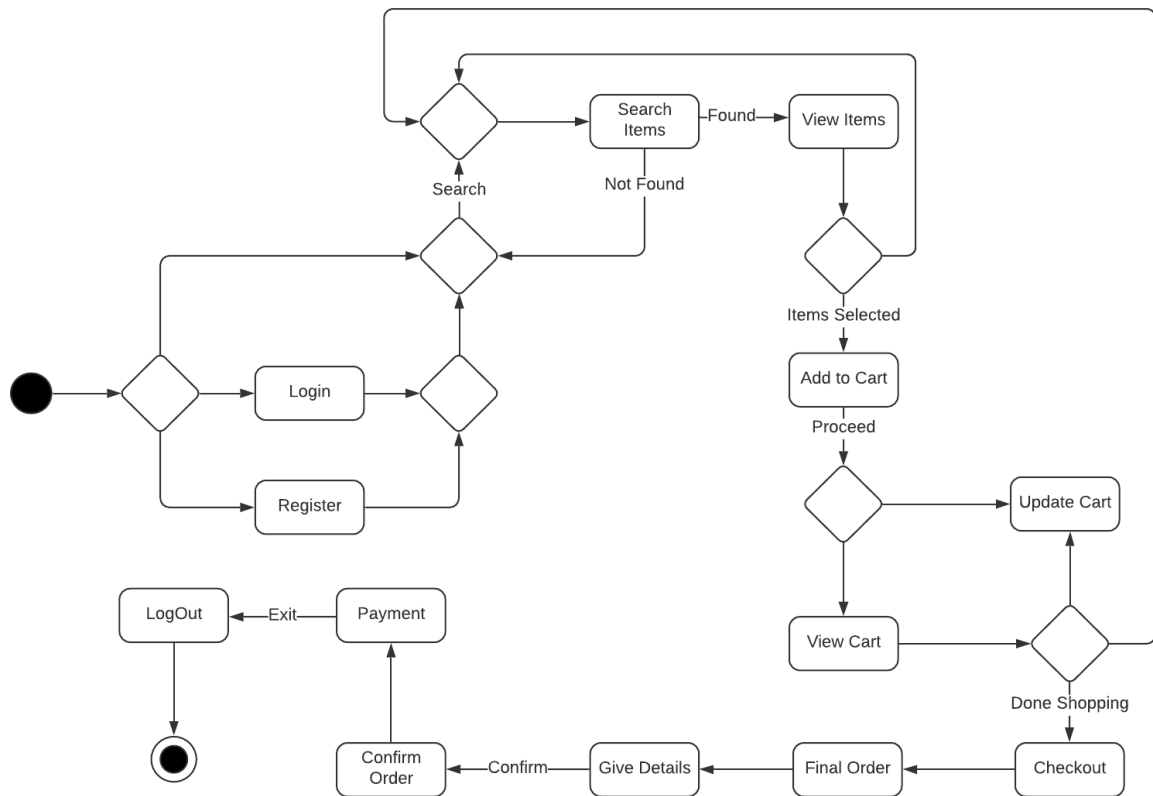 Search
Items
Found
View Items
Search
Not Found
Items Selected
Login
Add to Cart
Proceed
Register
Update Cart
LogOut
Exit
Payment
View Cart
Done Shopping
Confirm
Order
Confirm
Give Details
Final Order
Checkout